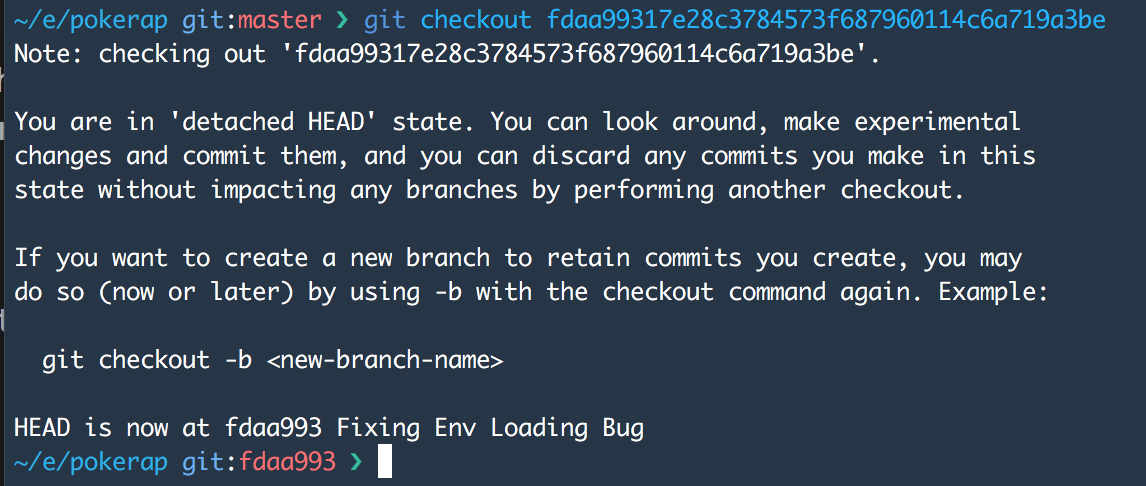 ~/e/pokerap git:master ❯ git checkout fdaa99317e28c3784573f687960114c6a719a3be
Note: checking out 'fdaa99317e28c3784573f687960114c6a719a3be'.
You are in 'detached HEAD' state. You can look around, make experimental
changes and commit them, and you can discard any commits you make in this
state without impacting any branches by performing another checkout.
If you want to create a new branch to retain commits you create, you may
do so (now or later) by using -b with the checkout command again. Example:
git checkout -b <new-branch-name>
HEAD is now at fdaa993 Fixing Env Loading Bug
~/e/pokerap git:fdaa993 ❯